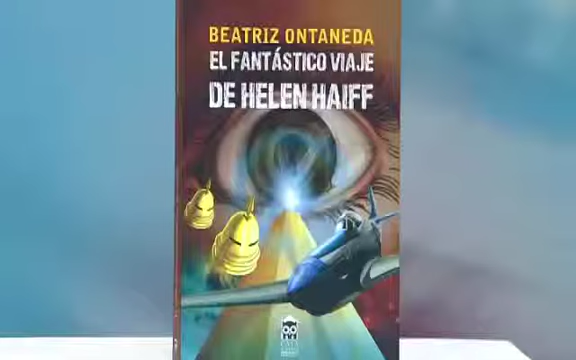 BEATRIZ ONTANEDA
EL FANTÁSTICO VIAJE
DE HELEN HAIFF